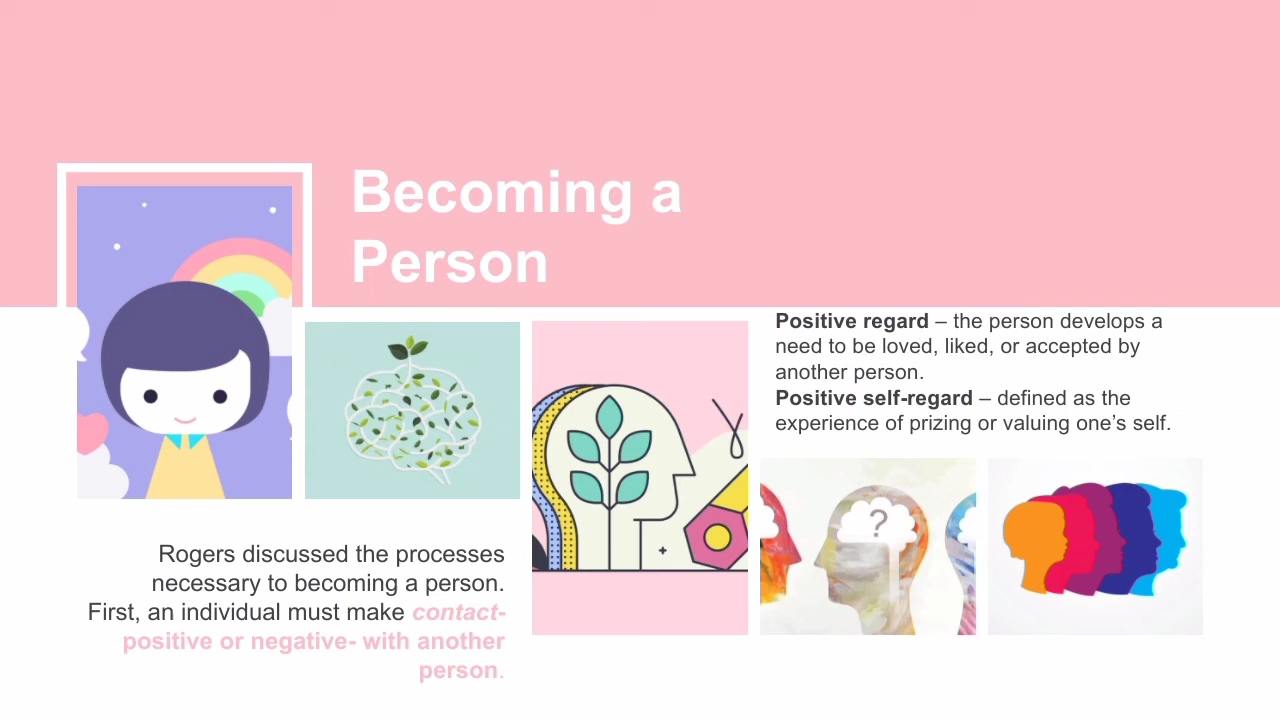 Becoming a
Person
Positive regard – the person develops a
need to be loved, liked, or accepted by
another person.
Positive self-regard – defined as the
experience of prizing or valuing one’s self.
?
Rogers discussed the processes
necessary to becoming a person.
First, an individual must make contact-
positive or negative- with another
person.